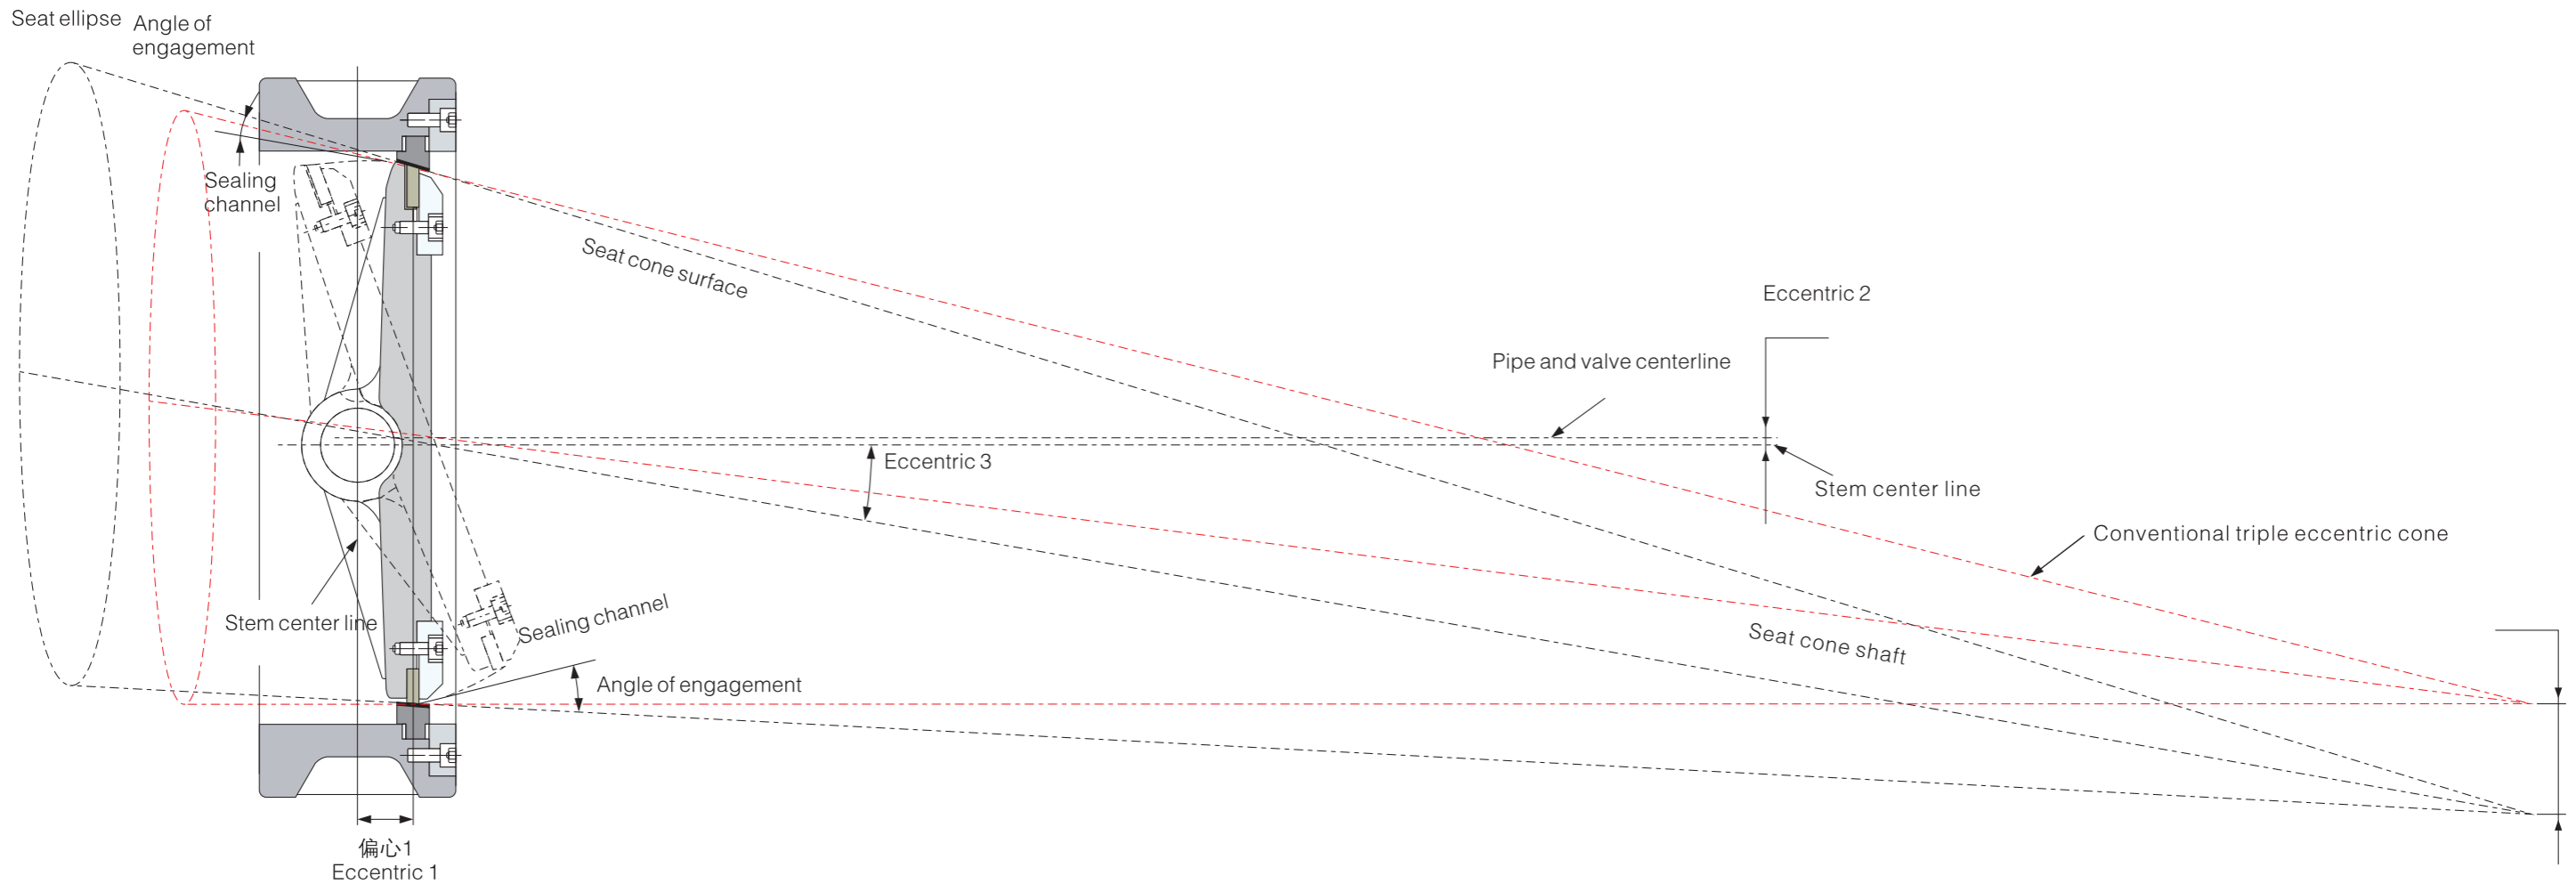 Seat ellipse
Angle of
engagement
Sealing
channel
Seat cone surface
Eccentric 2
Pipe and valve centerline
Eccentric 3
Stem center line
Conventional triple eccentric cone
Stem center line
Sealing channel
Seat cone shaft
Angle of engagement
偏心1
Eccentric 1